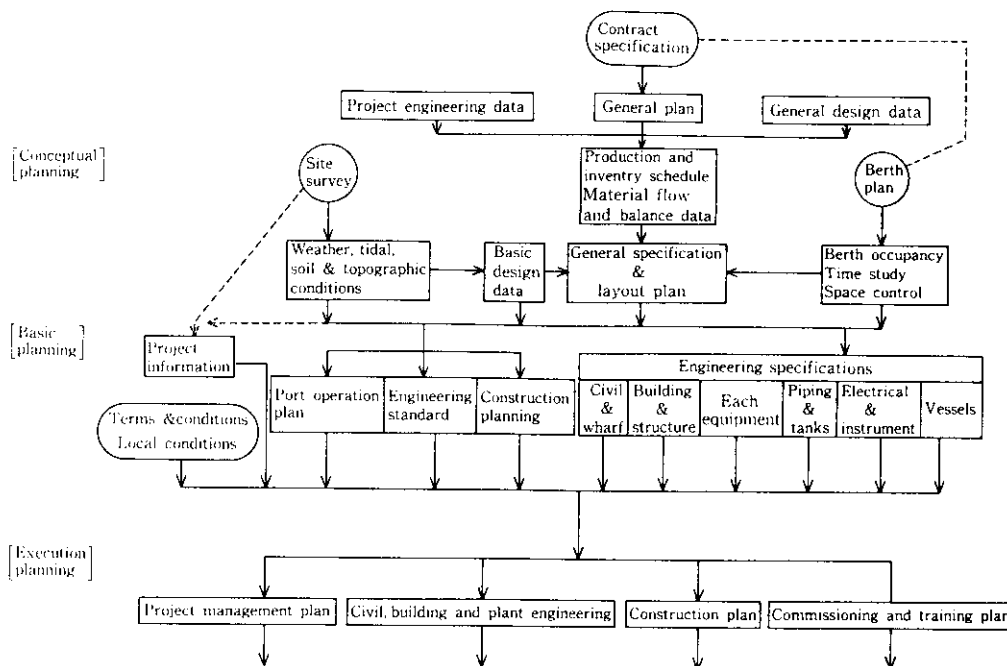 Contract
specification
Project engineering data
General plan
General design data
[Conceptual
planning]
Site
survey
Production and
inventry schedule
Material flow
and balance data
Berth
plan
Weather, tidal,
soil & topographic
conditions
Basic
design
data
General specification
&
layout plan
Berth occupancy
Time study
Space control
[Basic
planning]
Project
information
Engineering specifications
Port operation
plan
Engineering
standard
Construction
planning
Civil
&
wharf
Building
&
structure
Each
equipment
Piping
&
tanks
Electrical
&
instrument
Vessels
Terms &conditions
Local conditions
[Execution
planning]
Project management plan
Civil, building and plant engineering
Construction plan
Commissioning and training plan